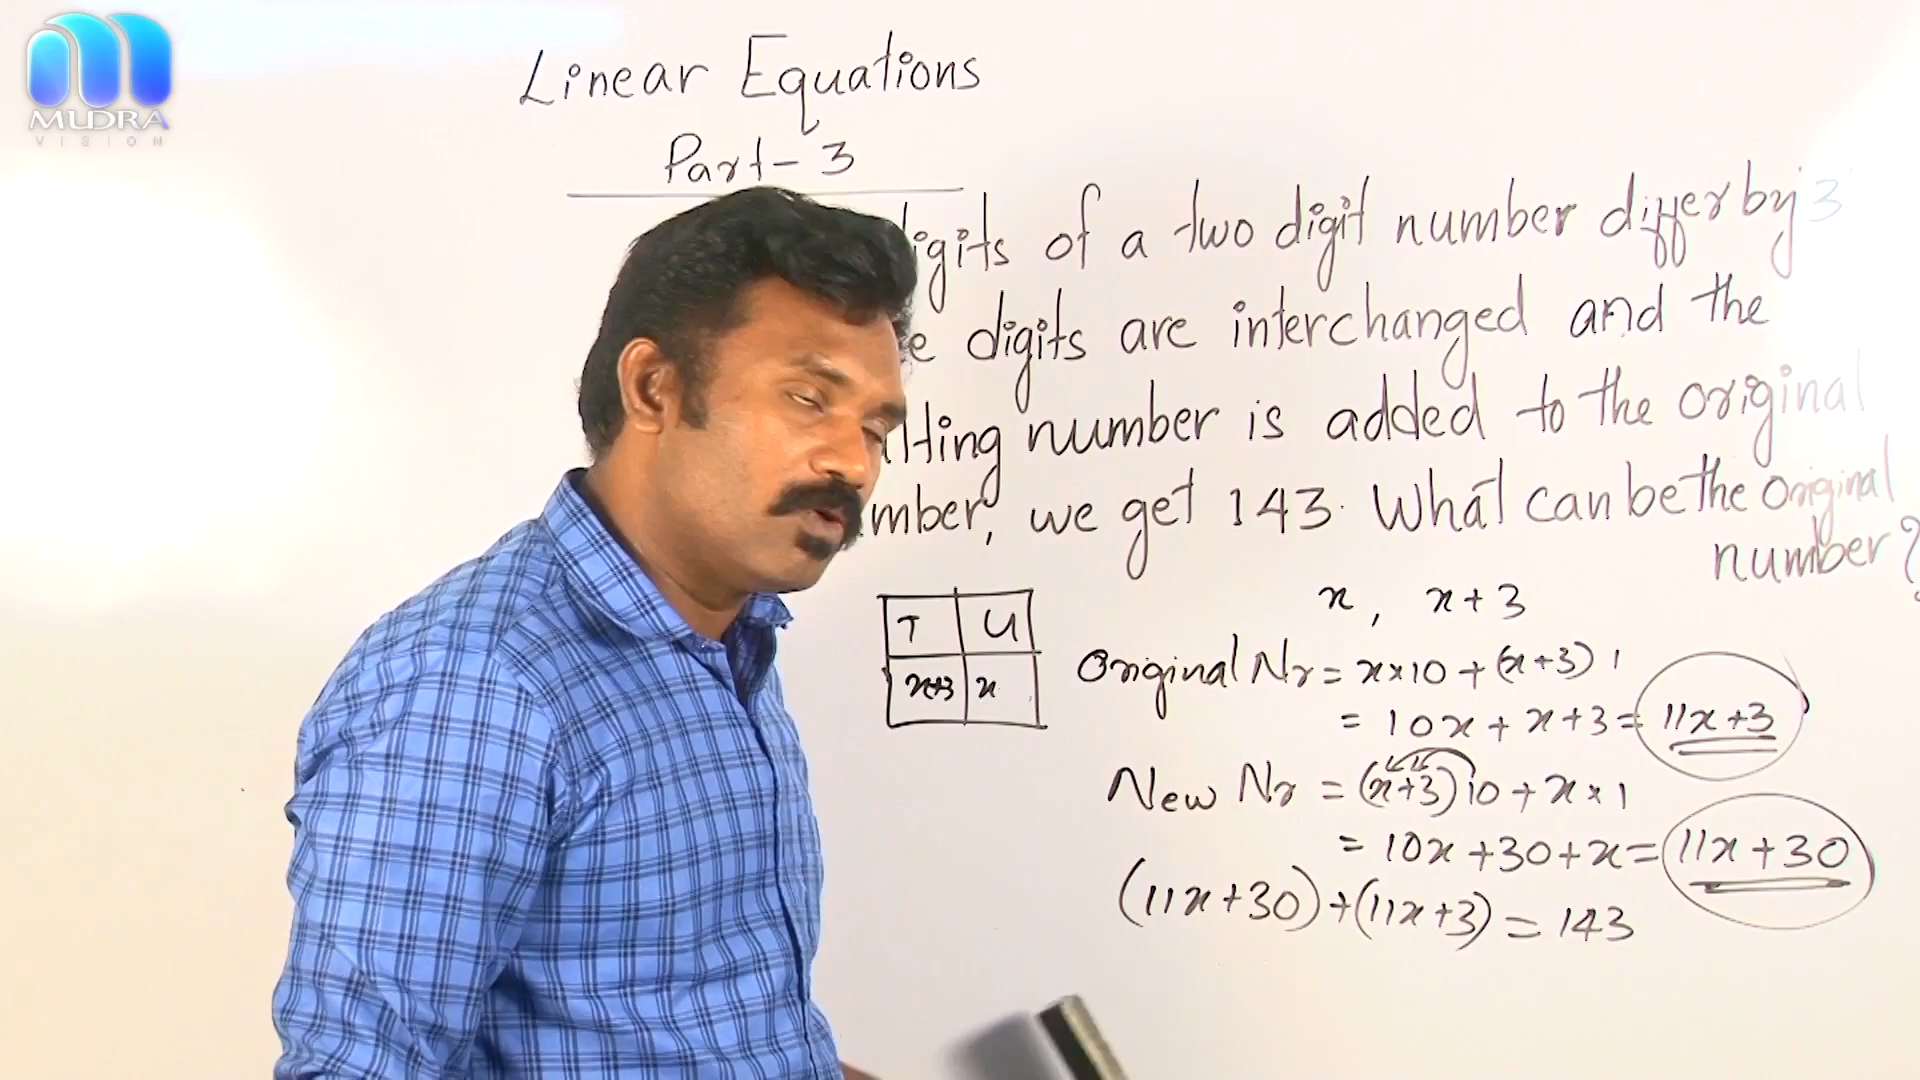 MUDRA
VISION
Linear Equations
Part-3
digits of a two digit number differ by 3
digits are interchanged and the
number is added to the original
we get 143. What can be the original
number?
T U
x+3 x
x, x+3
Original Nr = x×10 + (x+3) 1
= 10x + x+3 = 11x+3
New Nr = (x+3)10 + x×1
= 10x+30+x = 11x+30
(11x+30)+(11x+3) = 143